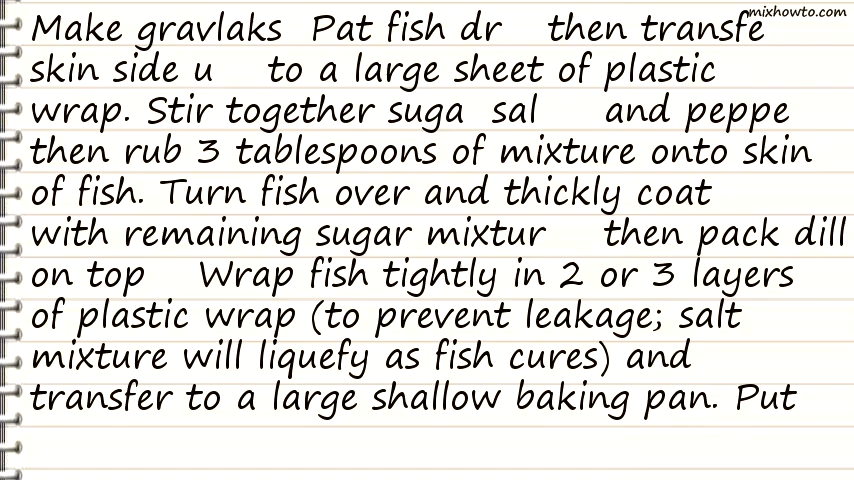 mixhowto.com
Make gravlaks Pat fish dr then transfe
skin side u to a large sheet of plastic
wrap. Stir together suga sal and peppe
then rub 3 tablespoons of mixture onto skin
of fish. Turn fish over and thickly coat
with remaining sugar mixtur then pack dill
on top Wrap fish tightly in 2 or 3 layers
of plastic wrap (to prevent leakage; salt
mixture will liquefy as fish cures) and
transfer to a large shallow baking pan. Put